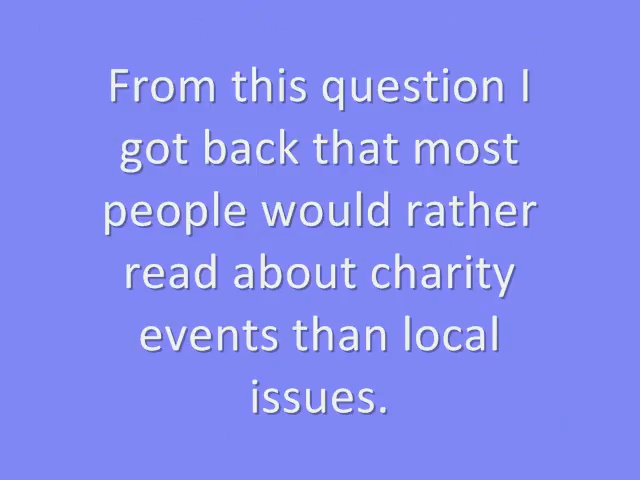 From this question I
got back that most
people would rather
read about charity
events than local
issues.